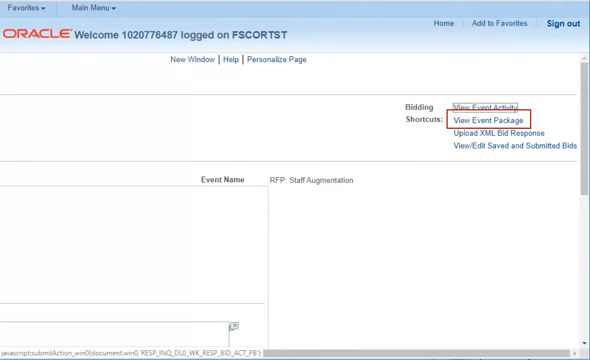 Favorites Main Menu
Home Add to Favorites Sign out
ORACLE Welcome 1020776487 logged on FSCORTST
New Window | Help | Personalize Page
Bidding Shortcuts:
View Event Activity
View Event Package
Upload XML Bid Response
View/Edit Saved and Submitted Bids
Event Name RFP: Staff Augmentation
javascript:submitAction_win0(document.win0,'RESP_INQ_DL0_WK_RESP_BID_ACT_PB');